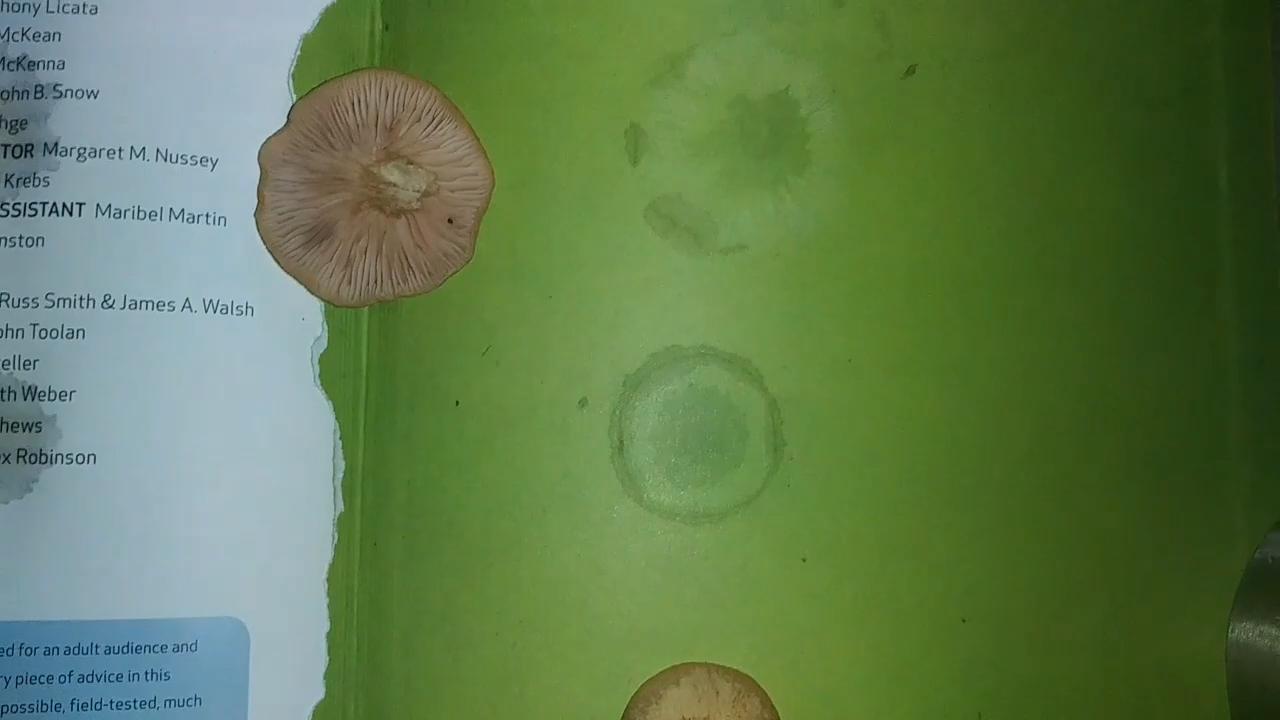 hony Licata
McKean
McKenna
ohn B. Snow
hge
TOR Margaret M. Nussey
Krebs
SSISTANT Maribel Martin
nston
Russ Smith & James A. Walsh
ohn Toolan
eller
th Weber
hews
x Robinson
ed for an adult audience and
ry piece of advice in this
possible, field-tested, much